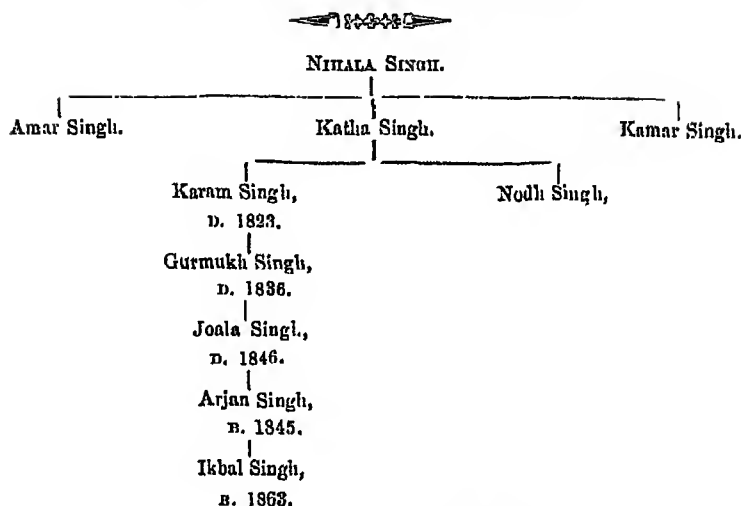 NIHALA SINGH.
Amar Singh. Katha Singh. Kamar Singh.
Karam Singh, Nodh Singh,
D. 1823.
Gurmukh Singh,
D. 1836.
Joala Singh,
D. 1846.
Arjan Singh,
B. 1845.
Ikbal Singh,
B. 1863.